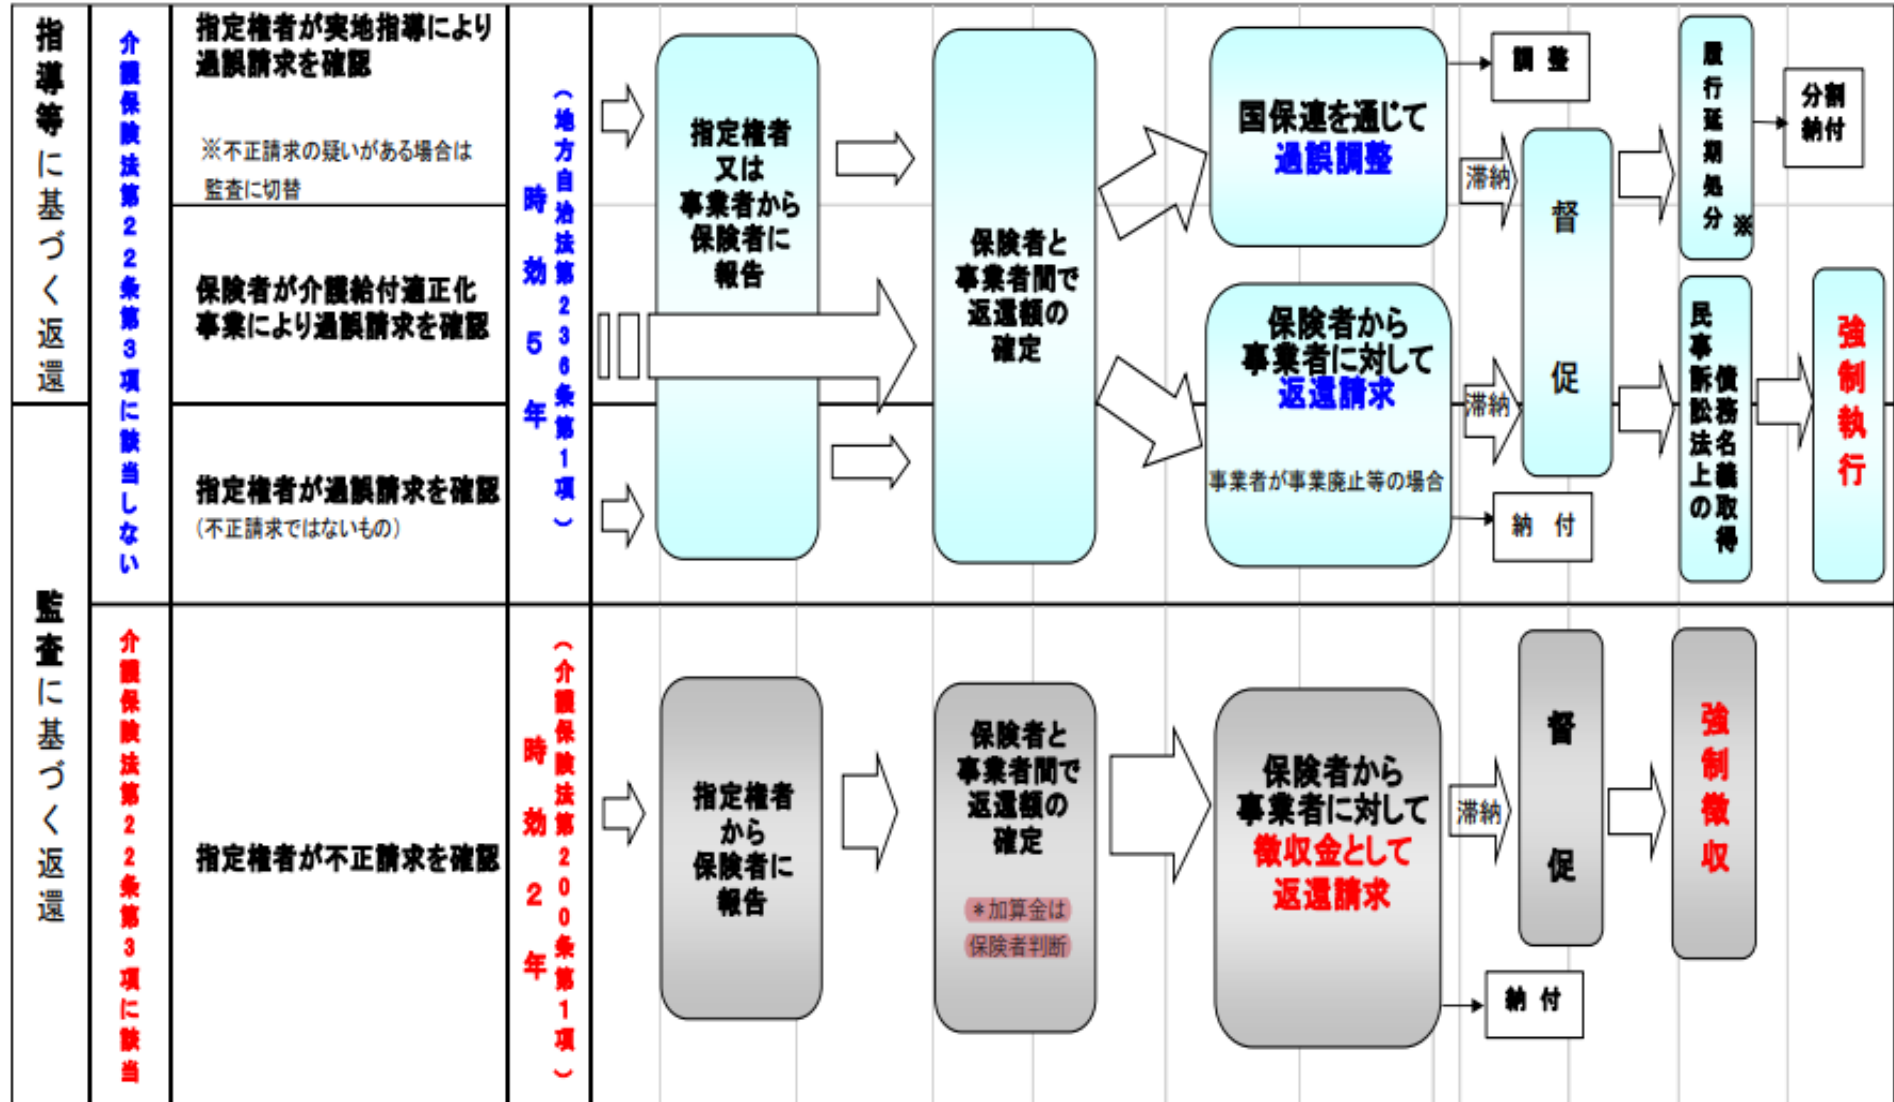 指導等に基づく返還
介護保険法第22条第3項に該当しない
指定権者が実地指導により
過誤請求を確認
※不正請求の疑いがある場合は
監査に切替
保険者が介護給付適正化
事業により過誤請求を確認
指定権者が過誤請求を確認
(不正請求ではないもの)
時効5年
(地方自治法第236条第1項)
指定権者
又は
事業者から
保険者に
報告
保険者と
事業者間で
返還額の
確定
国保連を通じて
過誤調整
調整
保険者から
事業者に対して
返還請求
事業者が事業廃止等の場合
納付
滞納
滞納
督促
履行延期処分
※
分割
納付
民事訴訟法上の
債務名義取得
強制執行
監査に基づく返還
介護保険法第22条第3項に該当
指定権者が不正請求を確認
時効2年
(介護保険法第200条第1項)
指定権者
から
保険者に
報告
保険者と
事業者間で
返還額の
確定
*加算金は
保険者判断
保険者から
事業者に対して
徴収金として
返還請求
納付
滞納
督促
強制徴収